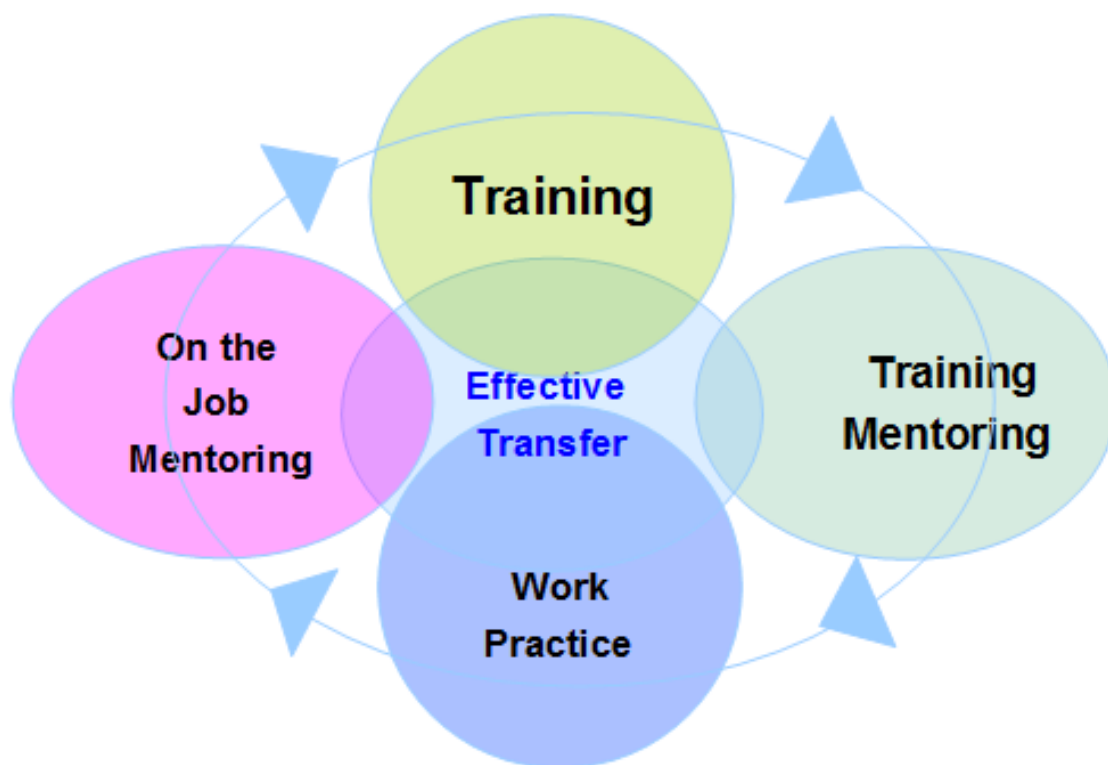 Training
On the
Job
Mentoring
Effective
Transfer
Training
Mentoring
Work
Practice